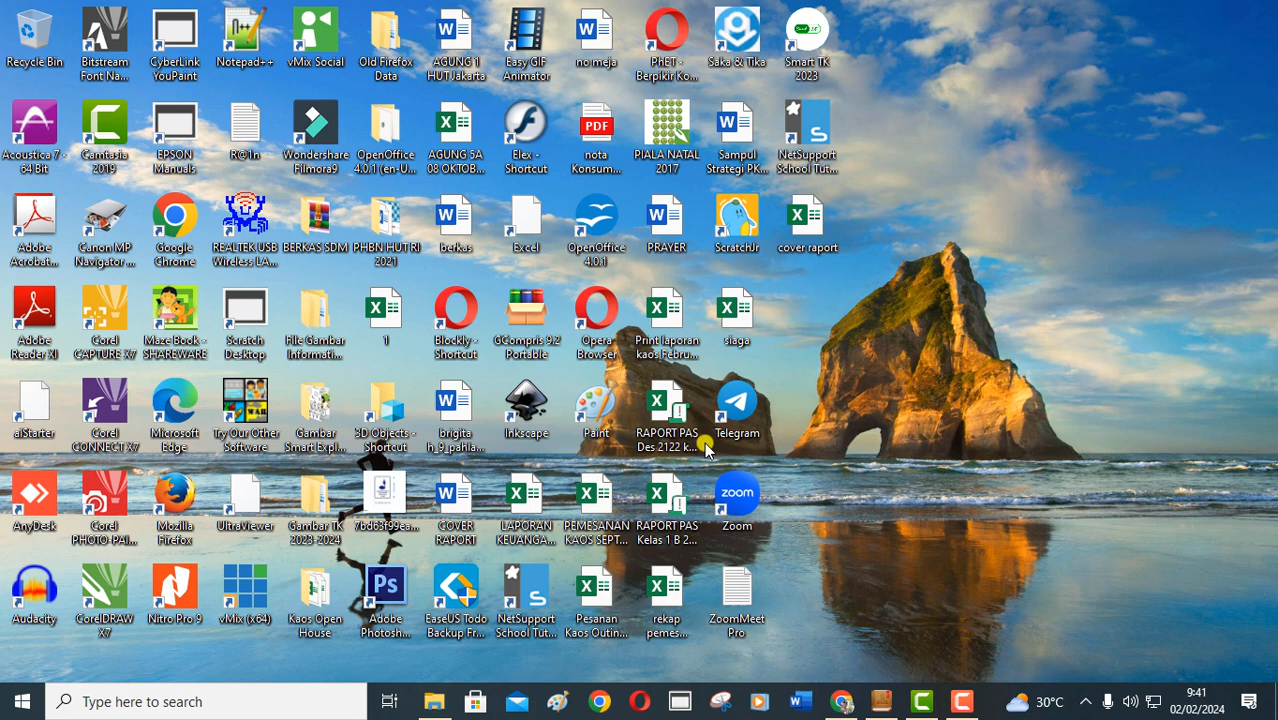 Recycle Bin
Bitstream
Font Na...
CyberLink
YouPaint
Notepad++
vMix Social
Old Firefox
Data
AGUNG 1
HUT Jakarta
Easy GIF
Animator
no meja
PhET -
Berpikir Ko...
Saka & Tika
Smart TK
2023
Acoustica 7 -
64 Bit
Camtasia
2019
EPSON
Manuals
R@1n
Wondershare
Filmora9
OpenOffice
4.0.1 (en-U...
AGUNG 5A
08 OKTOB...
Elex -
Shortcut
PDF
nota
Konsum...
PIALA NATAL
2017
Sampul
Strategi PK...
NetSupport
School Tut...
Adobe
Acrobat...
Canon MP
Navigator ...
Google
Chrome
REALTEK USB
Wireless LA...
BERKAS SDM
PHBN HUT RI
2021
berkas
Excel
OpenOffice
4.0.1
PRAYER
ScratchJr
cover raport
Adobe
Reader XI
Corel
CAPTURE X7
Maze Book -
SHAREWARE
Scratch
Desktop
File Gambar
Informati...
1
Blockly -
Shortcut
GCompris 9.2
Portable
Opera
Browser
Print laporan
kaos Febru...
siaga
aiStarter
Corel
CONNECT X7
Microsoft
Edge
Try Our Other
Software
Gambar
Smart Expl...
3D Objects -
Shortcut
brigita
h_9_pahla...
Inkscape
Paint
RAPORT PAS
Des 2122 k...
Telegram
AnyDesk
Corel
PHOTO-PAI...
Mozilla
Firefox
UltraViewer
Gambar TK
2023-2024
7bd63f99ea...
COVER
RAPORT
LAPORAN
KEUANGA...
PEMESANAN
KAOS SEPT...
RAPORT PAS
Kelas 1 B 2...
zoom
Zoom
Audacity
CorelDRAW
X7
Nitro Pro 9
vMix (x64)
Kaos Open
House
Ps
Adobe
Photosh...
EaseUS Todo
Backup Fr...
NetSupport
School Tut...
Pesanan
Kaos Outin...
rekap
pemes...
ZoomMeet
Pro
Type here to search
30°C
9:41
02/02/2024